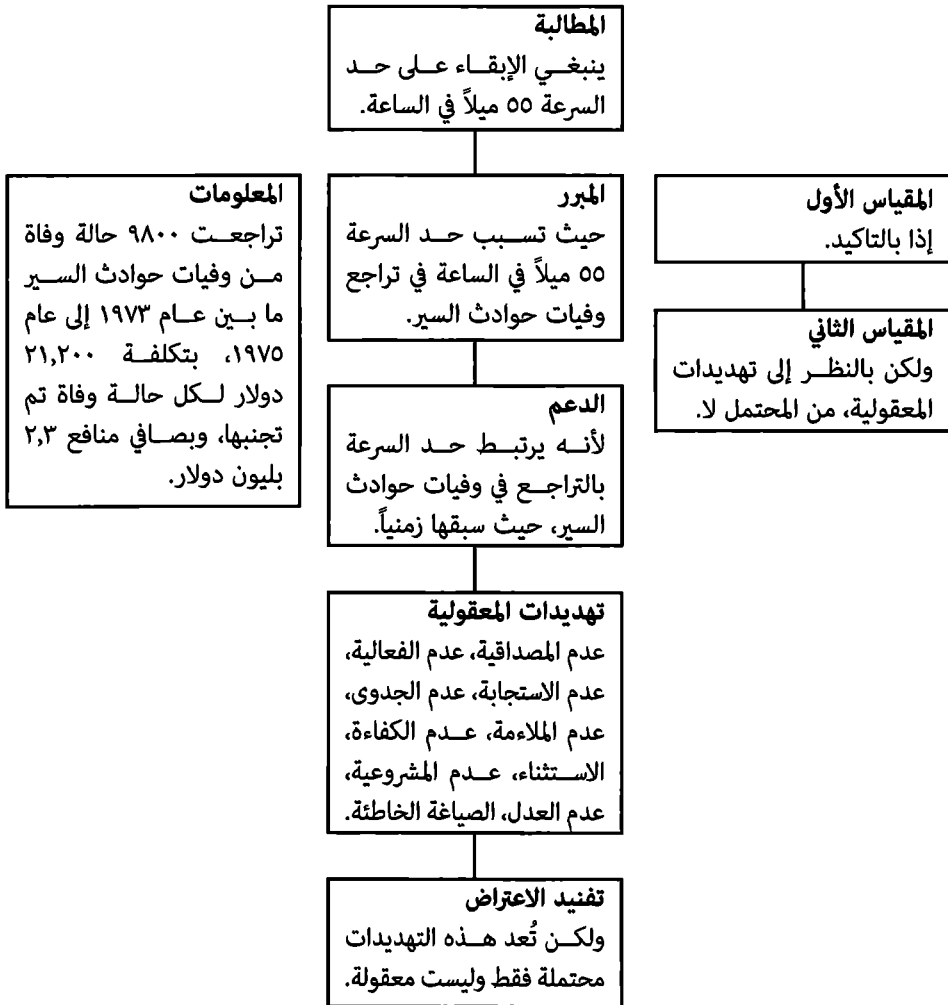 المطالبة
ينبغي الإبقاء على حد
السرعة ٥٥ ميلاً في الساعة.
المقياس الأول
إذا بالتاكيد.
المقياس الثاني
ولكن بالنظر إلى تهديدات
المعقولية، من المحتمل لا.
المبرر
حيث تسبب حد السرعة
٥٥ ميلاً في الساعة في تراجع
وفيات حوادث السير.
المعلومات
تراجعت ٩٨٠٠ حالة وفاة
من وفيات حوادث السير
ما بين عام ١٩٧٣ إلى عام
١٩٧٥، بتكلفة ٢١,٢٠٠
دولار لكل حالة وفاة تم
تجنبها، وبصافي منافع ٢,٣
بليون دولار.
الدعم
لأنه يرتبط حد السرعة
بالتراجع في وفيات حوادث
السير، حيث سبقها زمنياً.
تهديدات المعقولية
عدم المصداقية، عدم الفعالية،
عدم الاستجابة، عدم الجدوى،
عدم الملاءمة، عدم الكفاءة،
الاستثناء، عدم المشروعية،
عدم العدل، الصياغة الخاطئة.
تفنيد الاعتراض
ولكن تُعد هذه التهديدات
محتملة فقط وليست معقولة.